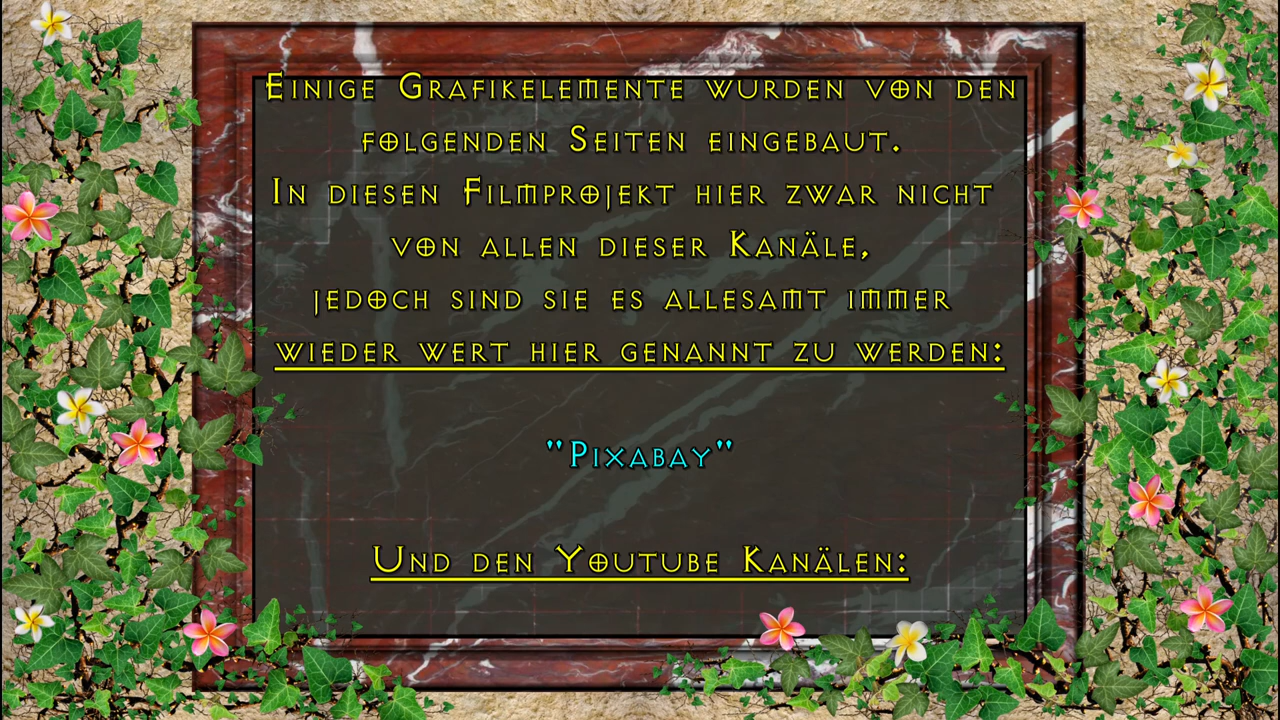 Einige Grafikelemente wurden von den
folgenden Seiten eingebaut.
In diesen Filmprojekt hier zwar nicht
von allen dieser Kanäle,
jedoch sind sie es allesamt immer
wieder wert hier genannt zu werden:
"Pixabay"
Und den Youtube Kanälen: